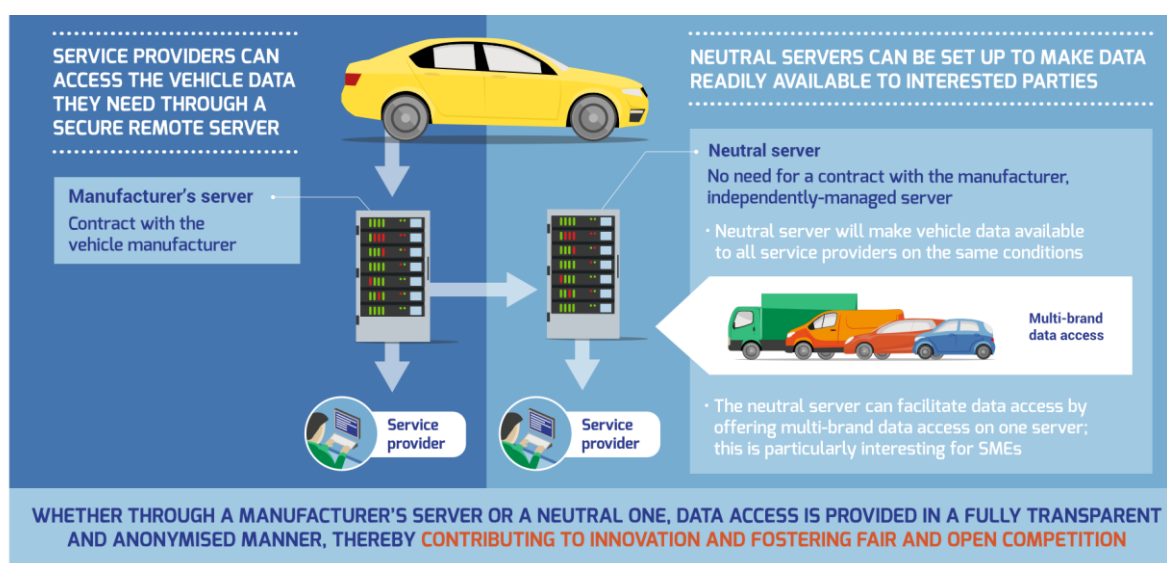 SERVICE PROVIDERS CAN
ACCESS THE VEHICLE DATA
THEY NEED THROUGH A
SECURE REMOTE SERVER
Manufacturer's server
Contract with the
vehicle manufacturer
Service
provider
NEUTRAL SERVERS CAN BE SET UP TO MAKE DATA
READILY AVAILABLE TO INTERESTED PARTIES
Neutral server
No need for a contract with the manufacturer,
independently-managed server
• Neutral server will make vehicle data available
to all service providers on the same conditions
Multi-brand
data access
• The neutral server can facilitate data access by
offering multi-brand data access on one server;
this is particularly interesting for SMEs
Service
provider
WHETHER THROUGH A MANUFACTURER'S SERVER OR A NEUTRAL ONE, DATA ACCESS IS PROVIDED IN A FULLY TRANSPARENT
AND ANONYMISED MANNER, THEREBY CONTRIBUTING TO INNOVATION AND FOSTERING FAIR AND OPEN COMPETITION